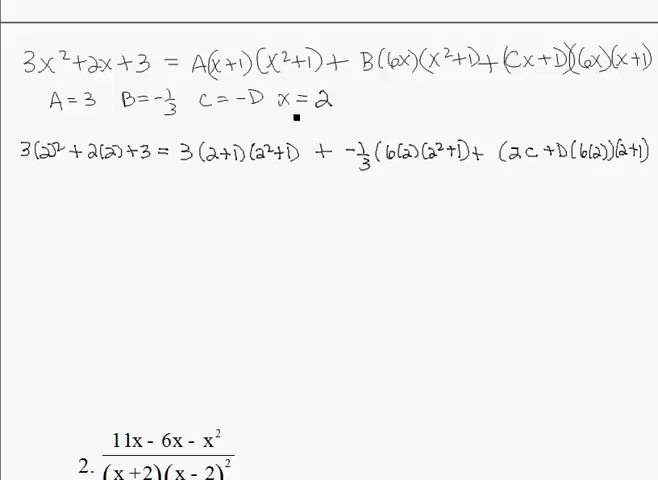 3x² + 2x + 3 = A(x+1)(x²+1) + B(6x)(x²+1) + (Cx+D)(6x)(x+1)
A = 3 B = -1/3 C = -D x = 2
3(2)² + 2(2) + 3 = 3(2+1)(2²+1) + -1/3(6(2)(2²+1) + (2C+D(6(2))(2+1)
2. 11x - 6x - x² / (x+2)(x - 2)²